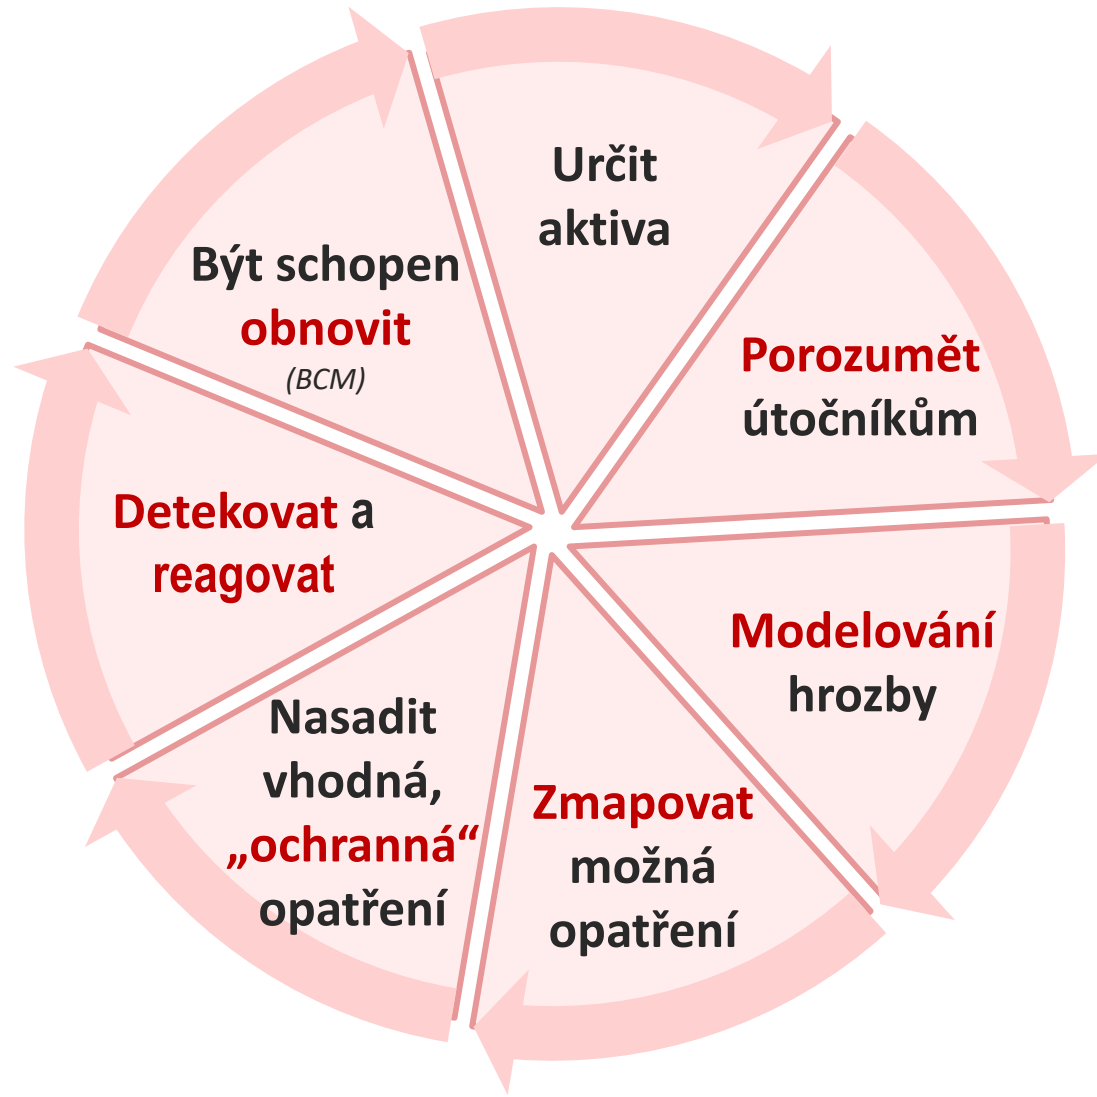 Určit
aktiva
Porozumět
útočníkům
Modelování
hrozby
Zmapovat
možná
opatření
Nasadit
vhodná,
„ochranná“
opatření
Detekovat a
reagovat
Být schopen
obnovit
(BCM)